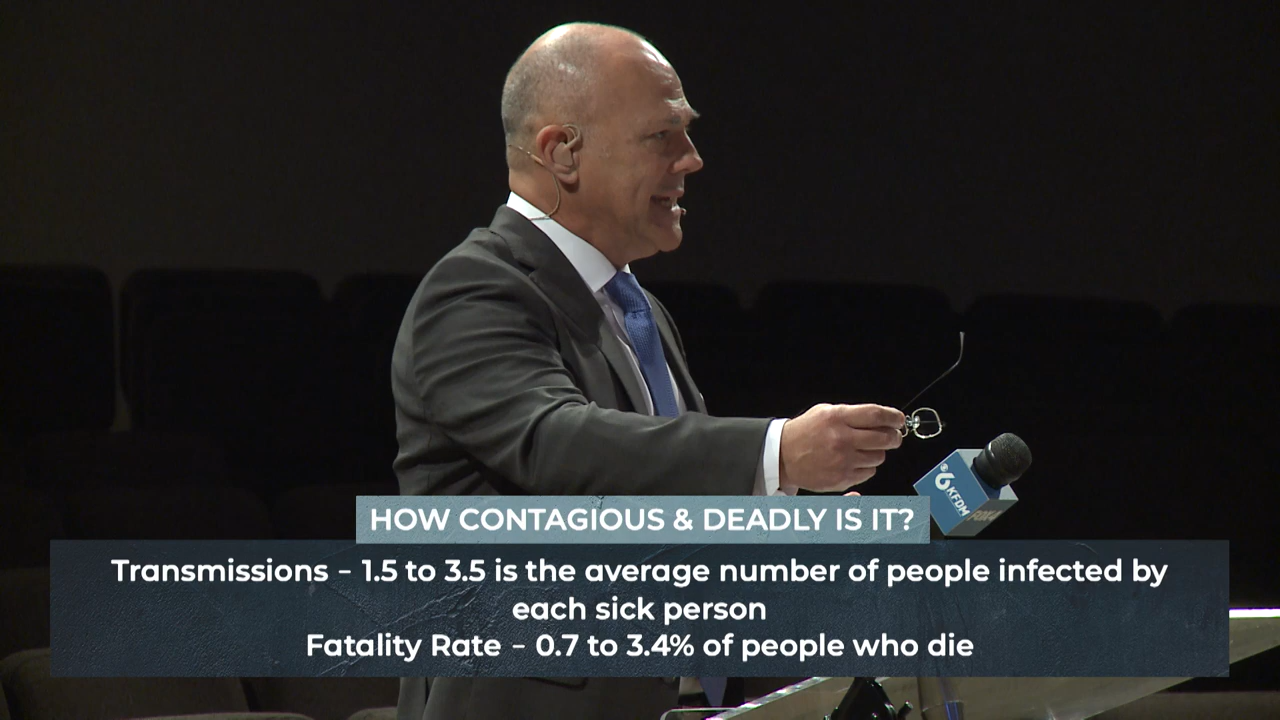 6 KFDM
FOX4
HOW CONTAGIOUS & DEADLY IS IT?
Transmissions – 1.5 to 3.5 is the average number of people infected by
each sick person
Fatality Rate – 0.7 to 3.4% of people who die